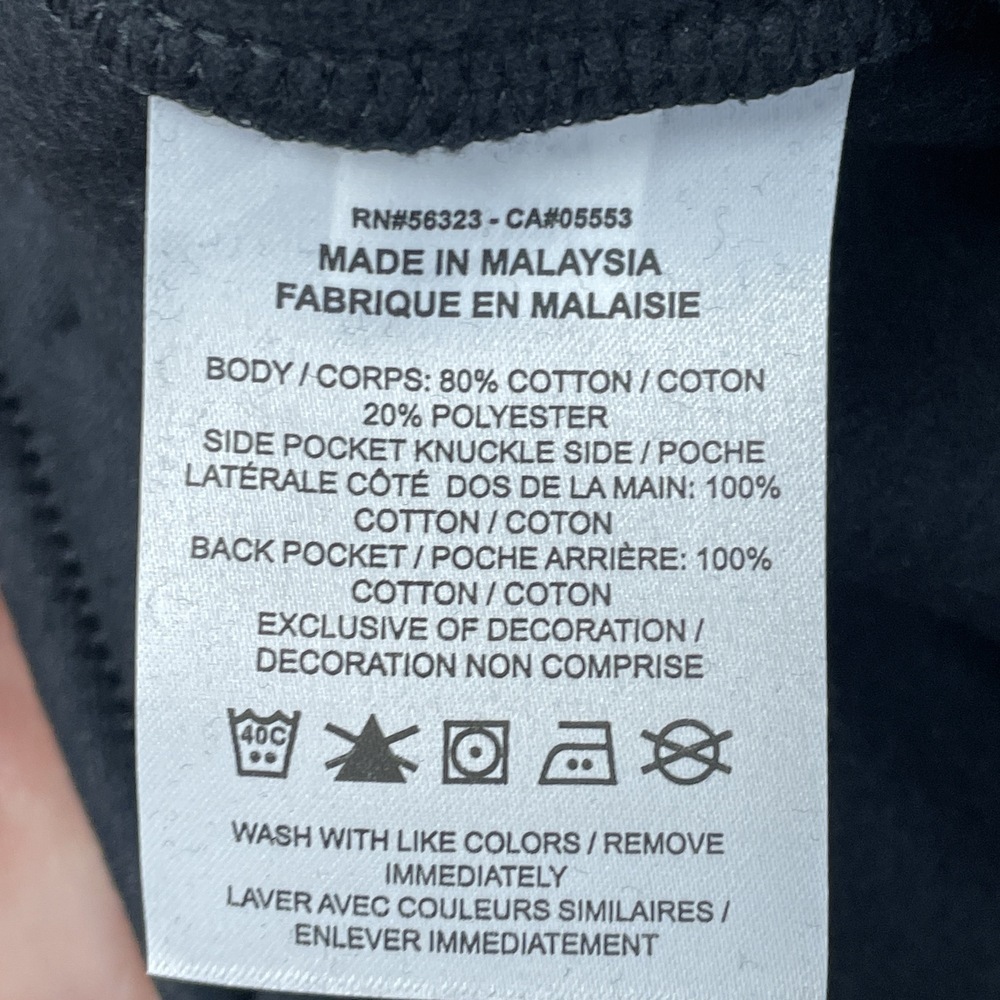 RN#56323 - CA#05553
MADE IN MALAYSIA
FABRIQUE EN MALAISIE
BODY / CORPS: 80% COTTON / COTON
20% POLYESTER
SIDE POCKET KNUCKLE SIDE / POCHE
LATÉRALE CÔTÉ DOS DE LA MAIN: 100%
COTTON / COTON
BACK POCKET / POCHE ARRIÈRE: 100%
COTTON / COTON
EXCLUSIVE OF DECORATION /
DECORATION NON COMPRISE
40C
WASH WITH LIKE COLORS / REMOVE
IMMEDIATELY
LAVER AVEC COULEURS SIMILAIRES /
ENLEVER IMMEDIATEMENT